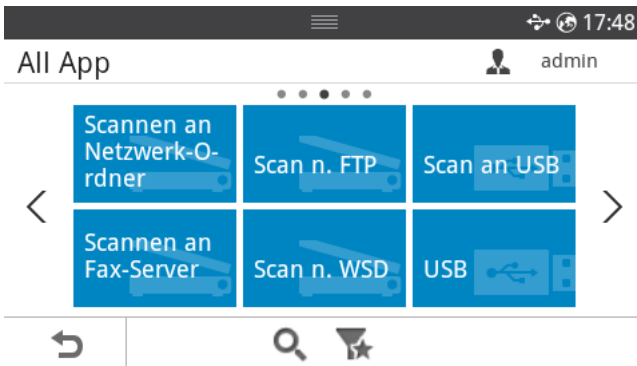 17:48
All App
admin
Scannen an
Netzwerk-O-
rdner
Scan n. FTP
Scan an USB
Scannen an
Fax-Server
Scan n. WSD
USB